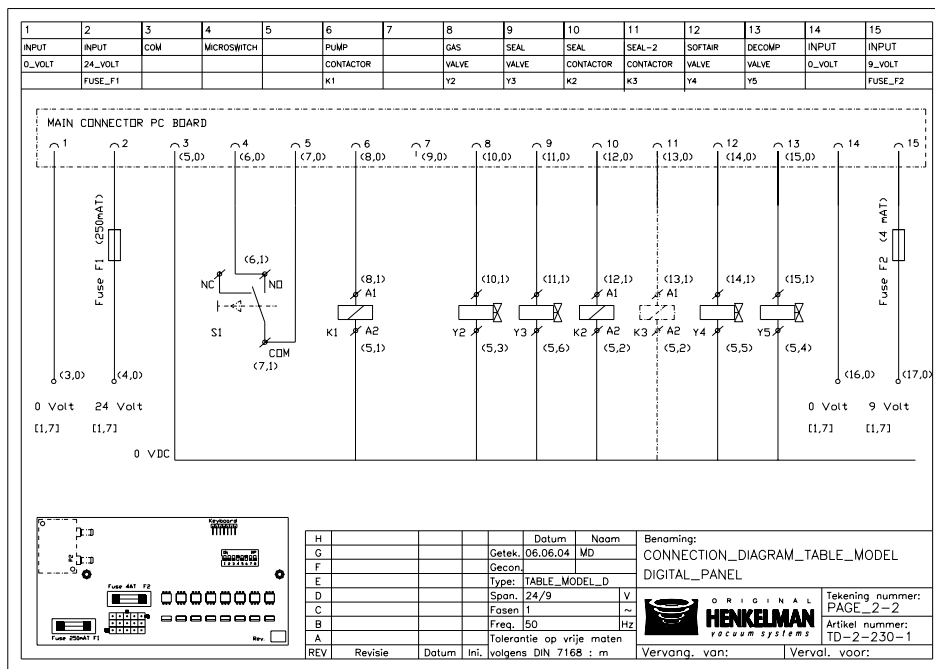 1 2 3 4 5 6 7 8 9 10 11 12 13 14 15
INPUT INPUT COM MICROSWITCH PUMP GAS SEAL SEAL SEAL-2 SOFTAIR DECOMP INPUT INPUT
0_VOLT 24_VOLT CONTACTOR VALVE VALVE CONTACTOR CONTACTOR VALVE VALVE 0_VOLT 9_VOLT
FUSE_F1 K1 Y2 Y3 K2 K3 Y4 Y5 FUSE_F2
MAIN CONNECTOR PC BOARD
1 2 3 4 5 6 7 8 9 10 11 12 13 14 15
(5,0) (6,0) (7,0) (8,0) (9,0) (10,0) (11,0) (12,0) (13,0) (14,0) (15,0)
Fuse F1 (250mAT)
Fuse F2 (4 mAT)
(6,1)
NC NO
S1
COM
(7,1)
(8,1) (10,1) (11,1) (12,1) (13,1) (14,1) (15,1)
A1 A1 A1
K1 A2 Y2 Y3 K2 A2 K3 A2 Y4 Y5
(5,1) (5,3) (5,6) (5,2) (5,2) (5,5) (5,4)
(3,0) (4,0) (16,0) (17,0)
0 Volt 24 Volt 0 Volt 9 Volt
[1,7] [1,7] [1,7] [1,7]
0 VDC
Keyboard
P2
1 2 3 4 5 6 7 8
Fuse 4AT F2
Fuse 250mAT F1
Rev.
H Datum Naam
G Getek. 06.06.04 MD
F Gecon.
E Type: TABLE_MODEL_D
D Span. 24/9 V
C Fasen 1 ~
B Freq. 50 Hz
A Tolerantie op vrije maten
REV Revisie Datum Ini. volgens DIN 7168 : m
Benaming:
CONNECTION_DIAGRAM_TABLE_MODEL
DIGITAL_PANEL
ORIGINAL
HENKELMAN
vacuum systems
Tekening nummer:
PAGE_2-2
Artikel nummer:
TD-2-230-1
Vervang. van: Verval. voor: